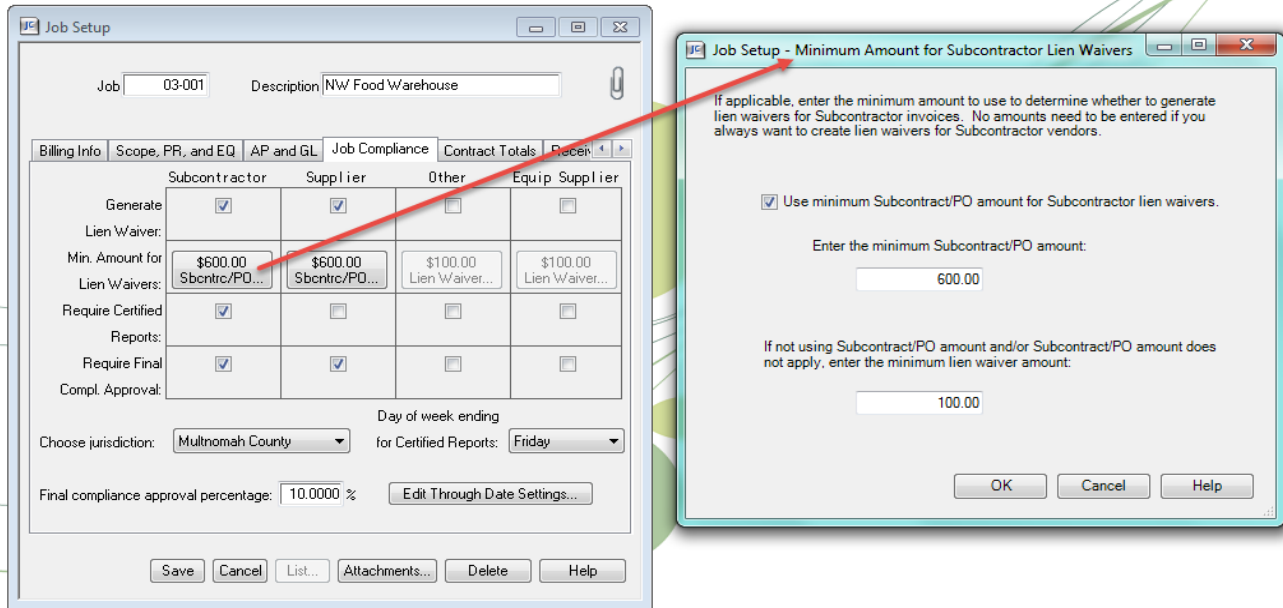 Job Setup
Job 03-001 Description NW Food Warehouse
Billing Info Scope, PR, and EQ AP and GL Job Compliance Contract Totals
Subcontractor Supplier Other Equip Supplier
Generate
Lien Waiver:
Min. Amount for
Lien Waivers:
$600.00
Sbcntrc/PO...
$600.00
Sbcntrc/PO...
$100.00
Lien Waiver...
$100.00
Lien Waiver...
Require Certified
Reports:
Require Final
Compl. Approval:
Day of week ending
Choose jurisdiction: Multnomah County for Certified Reports: Friday
Final compliance approval percentage: 10.0000 % Edit Through Date Settings...
Save Cancel List... Attachments... Delete Help
Job Setup - Minimum Amount for Subcontractor Lien Waivers
If applicable, enter the minimum amount to use to determine whether to generate
lien waivers for Subcontractor invoices. No amounts need to be entered if you
always want to create lien waivers for Subcontractor vendors.
Use minimum Subcontract/PO amount for Subcontractor lien waivers.
Enter the minimum Subcontract/PO amount:
600.00
If not using Subcontract/PO amount and/or Subcontract/PO amount does
not apply, enter the minimum lien waiver amount:
100.00
OK Cancel Help